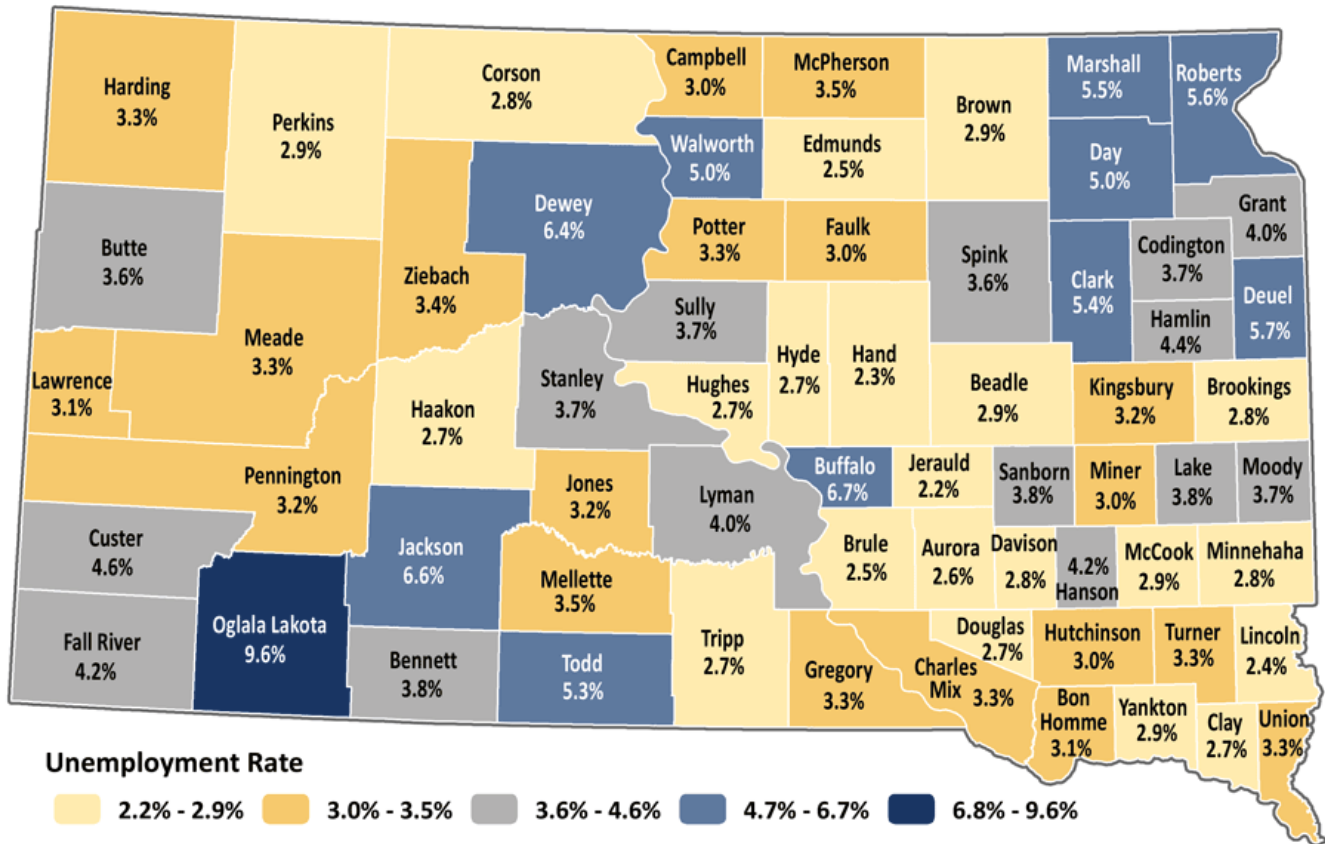 Harding
3.3%
Perkins
2.9%
Corson
2.8%
Campbell
3.0%
McPherson
3.5%
Brown
2.9%
Marshall
5.5%
Roberts
5.6%
Walworth
5.0%
Edmunds
2.5%
Day
5.0%
Butte
3.6%
Ziebach
3.4%
Dewey
6.4%
Potter
3.3%
Faulk
3.0%
Spink
3.6%
Clark
5.4%
Codington
3.7%
Grant
4.0%
Hamlin
4.4%
Deuel
5.7%
Lawrence
3.1%
Meade
3.3%
Haakon
2.7%
Stanley
3.7%
Sully
3.7%
Hughes
2.7%
Hyde
2.7%
Hand
2.3%
Beadle
2.9%
Kingsbury
3.2%
Brookings
2.8%
Pennington
3.2%
Jones
3.2%
Lyman
4.0%
Buffalo
6.7%
Jerauld
2.2%
Sanborn
3.8%
Miner
3.0%
Lake
3.8%
Moody
3.7%
Custer
4.6%
Jackson
6.6%
Mellette
3.5%
Brule
2.5%
Aurora
2.6%
Davison
2.8%
4.2%
Hanson
McCook
2.9%
Minnehaha
2.8%
Fall River
4.2%
Oglala Lakota
9.6%
Bennett
3.8%
Todd
5.3%
Tripp
2.7%
Gregory
3.3%
Charles
Mix
3.3%
Douglas
2.7%
Hutchinson
3.0%
Turner
3.3%
Lincoln
2.4%
Bon
Homme
3.1%
Yankton
2.9%
Clay
2.7%
Union
3.3%
Unemployment Rate
2.2% - 2.9%
3.0% - 3.5%
3.6% - 4.6%
4.7% - 6.7%
6.8% - 9.6%